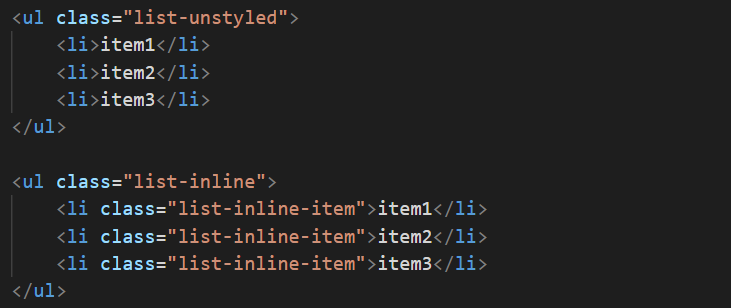 <ul class="list-unstyled">
    <li>item1</li>
    <li>item2</li>
    <li>item3</li>
</ul>

<ul class="list-inline">
    <li class="list-inline-item">item1</li>
    <li class="list-inline-item">item2</li>
    <li class="list-inline-item">item3</li>
</ul>